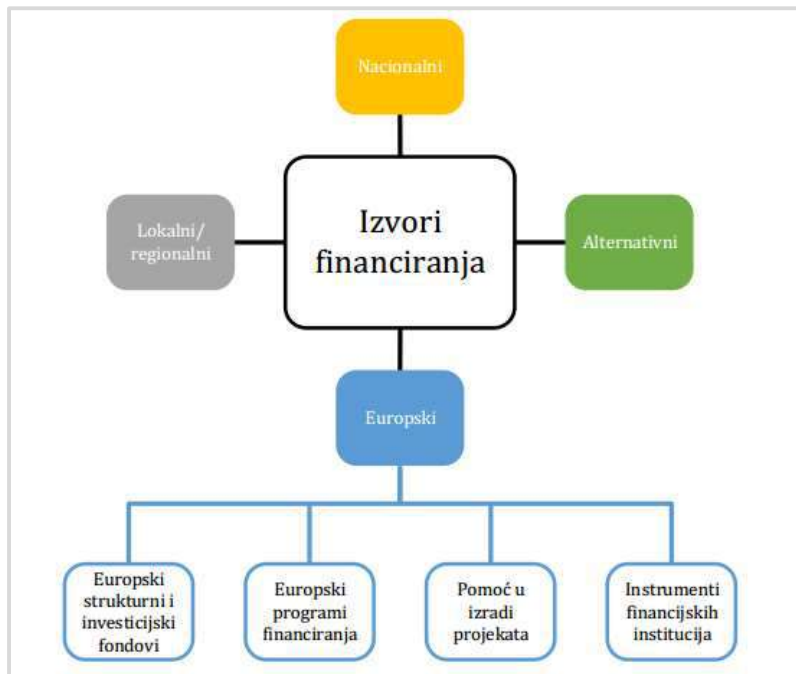 Nacionalni
Lokalni/
regionalni
Izvori
financiranja
Alternativni
Europski
Europski
strukturni i
investicijski
fondovi
Europski
programi
financiranja
Pomoć u
izradi
projekata
Instrumenti
financijskih
institucija